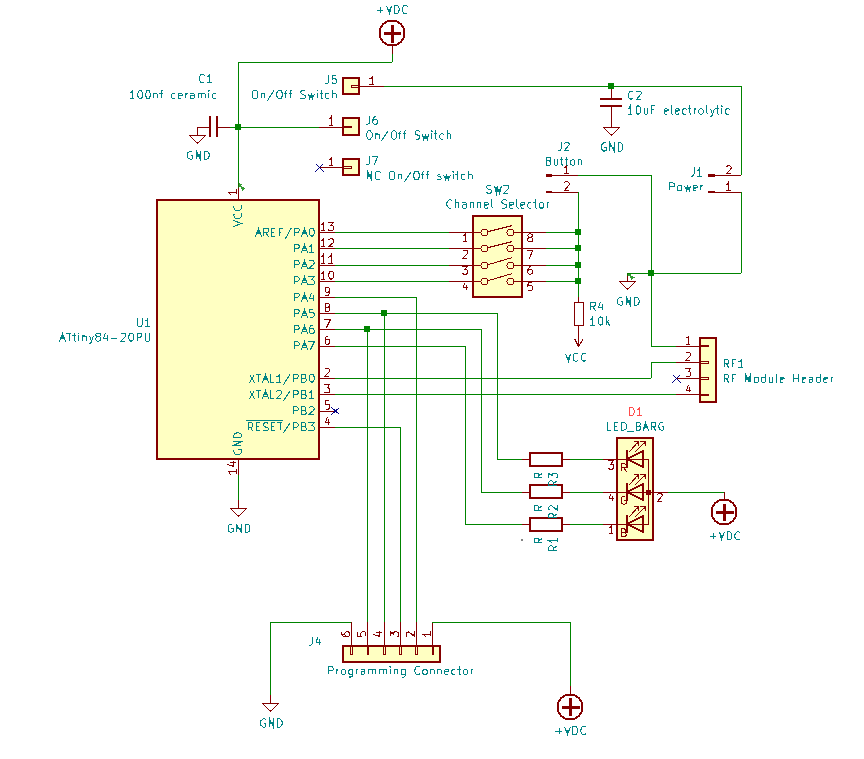 +VDC
C1
100nf ceramic
J5
On/Off Switch
1
C2
10uF electrolytic
GND
1
J6
On/Off Switch
GND
J2
Button
1
2
J1
Power
2
1
1
J7
NC On/Off switch
SW2
Channel Selector
1
VCC
AREF/PA0
13
1
8
PA1
12
2
7
PA2
11
3
6
PA3
10
4
5
GND
PA4
9
R4
10k
PA5
8
U1
ATtiny84-20PU
PA6
7
PA7
6
VCC
1
2
3
4
RF1
RF Module Header
XTAL1/PB0
2
XTAL2/PB1
3
PB2
5
RESET/PB3
4
D1
LED_BARG
GND
14
R
R3
3
R
R
R2
4
G
2
R
R1
1
B
+VDC
GND
J4
6
5
4
3
2
1
Programming Connector
GND
+VDC